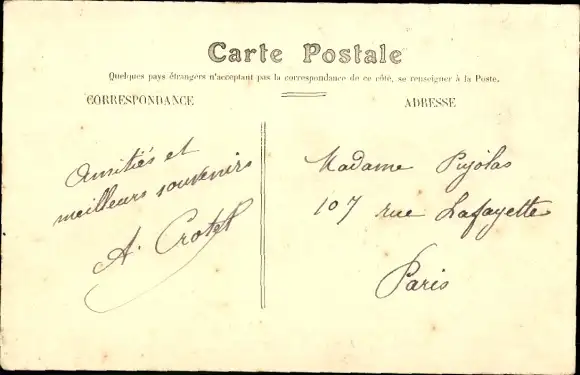 Carte Postale
Quelques pays étrangers n'acceptant pas la correspondance de ce côté, se renseigner à la Poste.
CORRESPONDANCE
ADRESSE
Amitiés et
meilleurs souvenirs
A. Crotet
Madame Pujolas
107 rue Lafayette
Paris